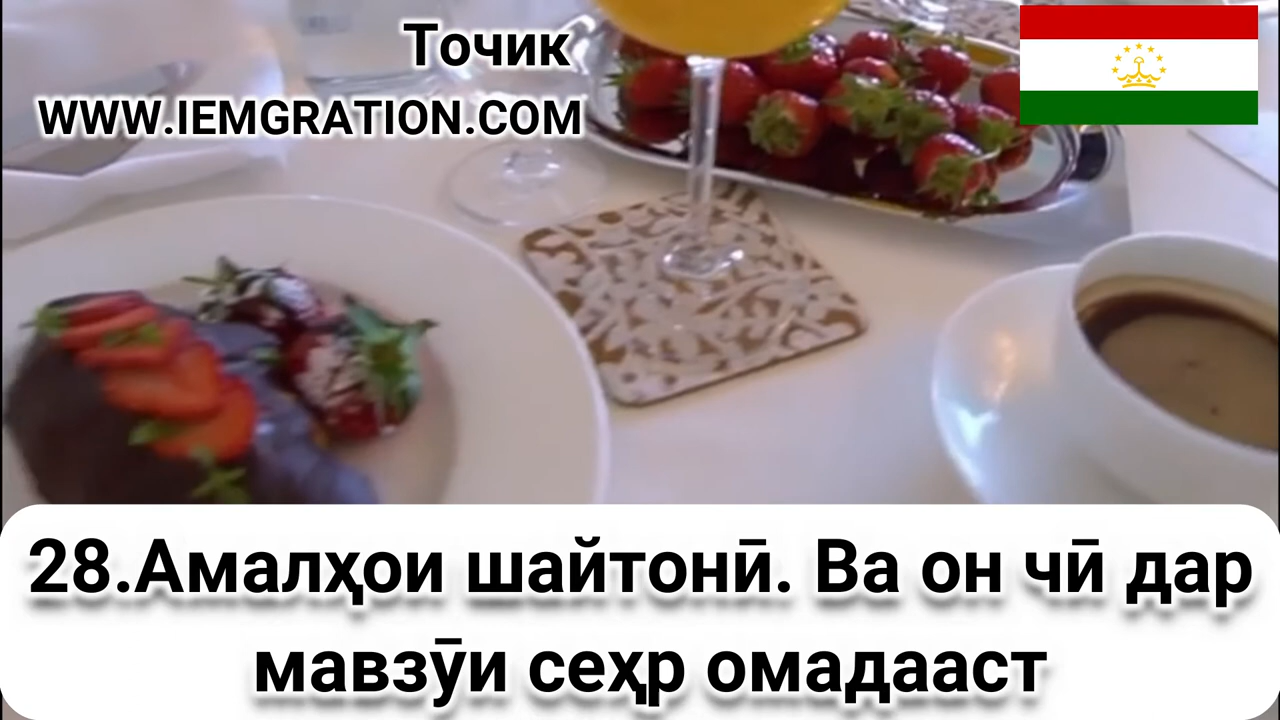 Точик
WWW.IEMGRATION.COM
28.Амалҳои шайтонӣ. Ва он чӣ дар
мавзӯи сеҳр омадааст